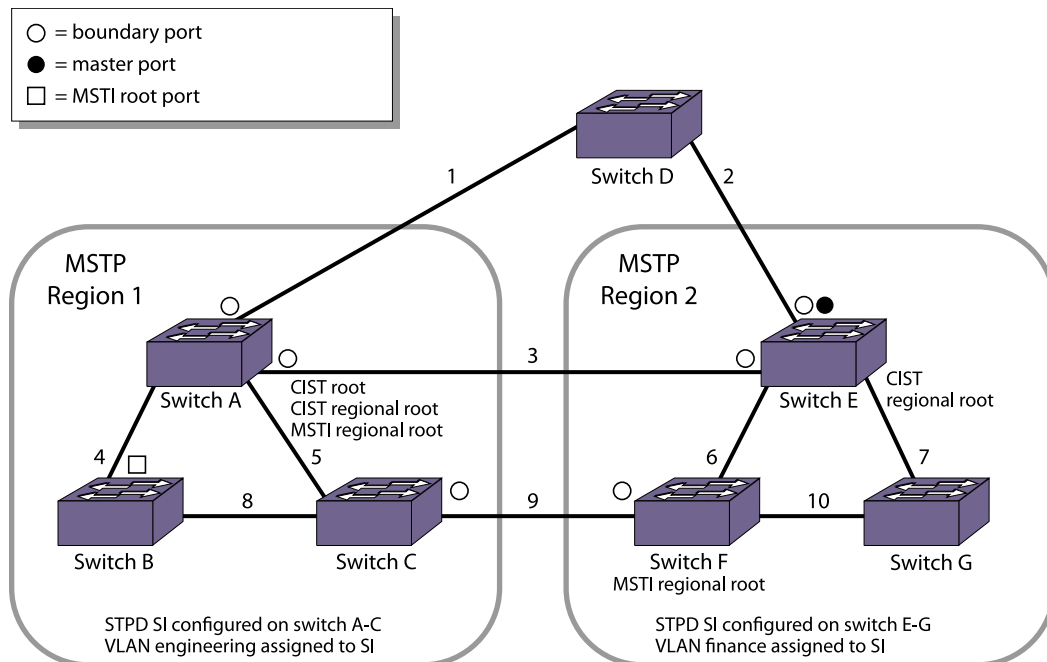 = boundary port
= master port
= MSTI root port
Switch D
1
2
MSTP
Region 1
MSTP
Region 2
3
Switch A
CIST root
CIST regional root
MSTI regional root
Switch E
CIST
regional root
4
5
6
7
8
9
10
Switch B
Switch C
Switch F
MSTI regional root
Switch G
STPD SI configured on switch A-C
VLAN engineering assigned to SI
STPD SI configured on switch E-G
VLAN finance assigned to SI